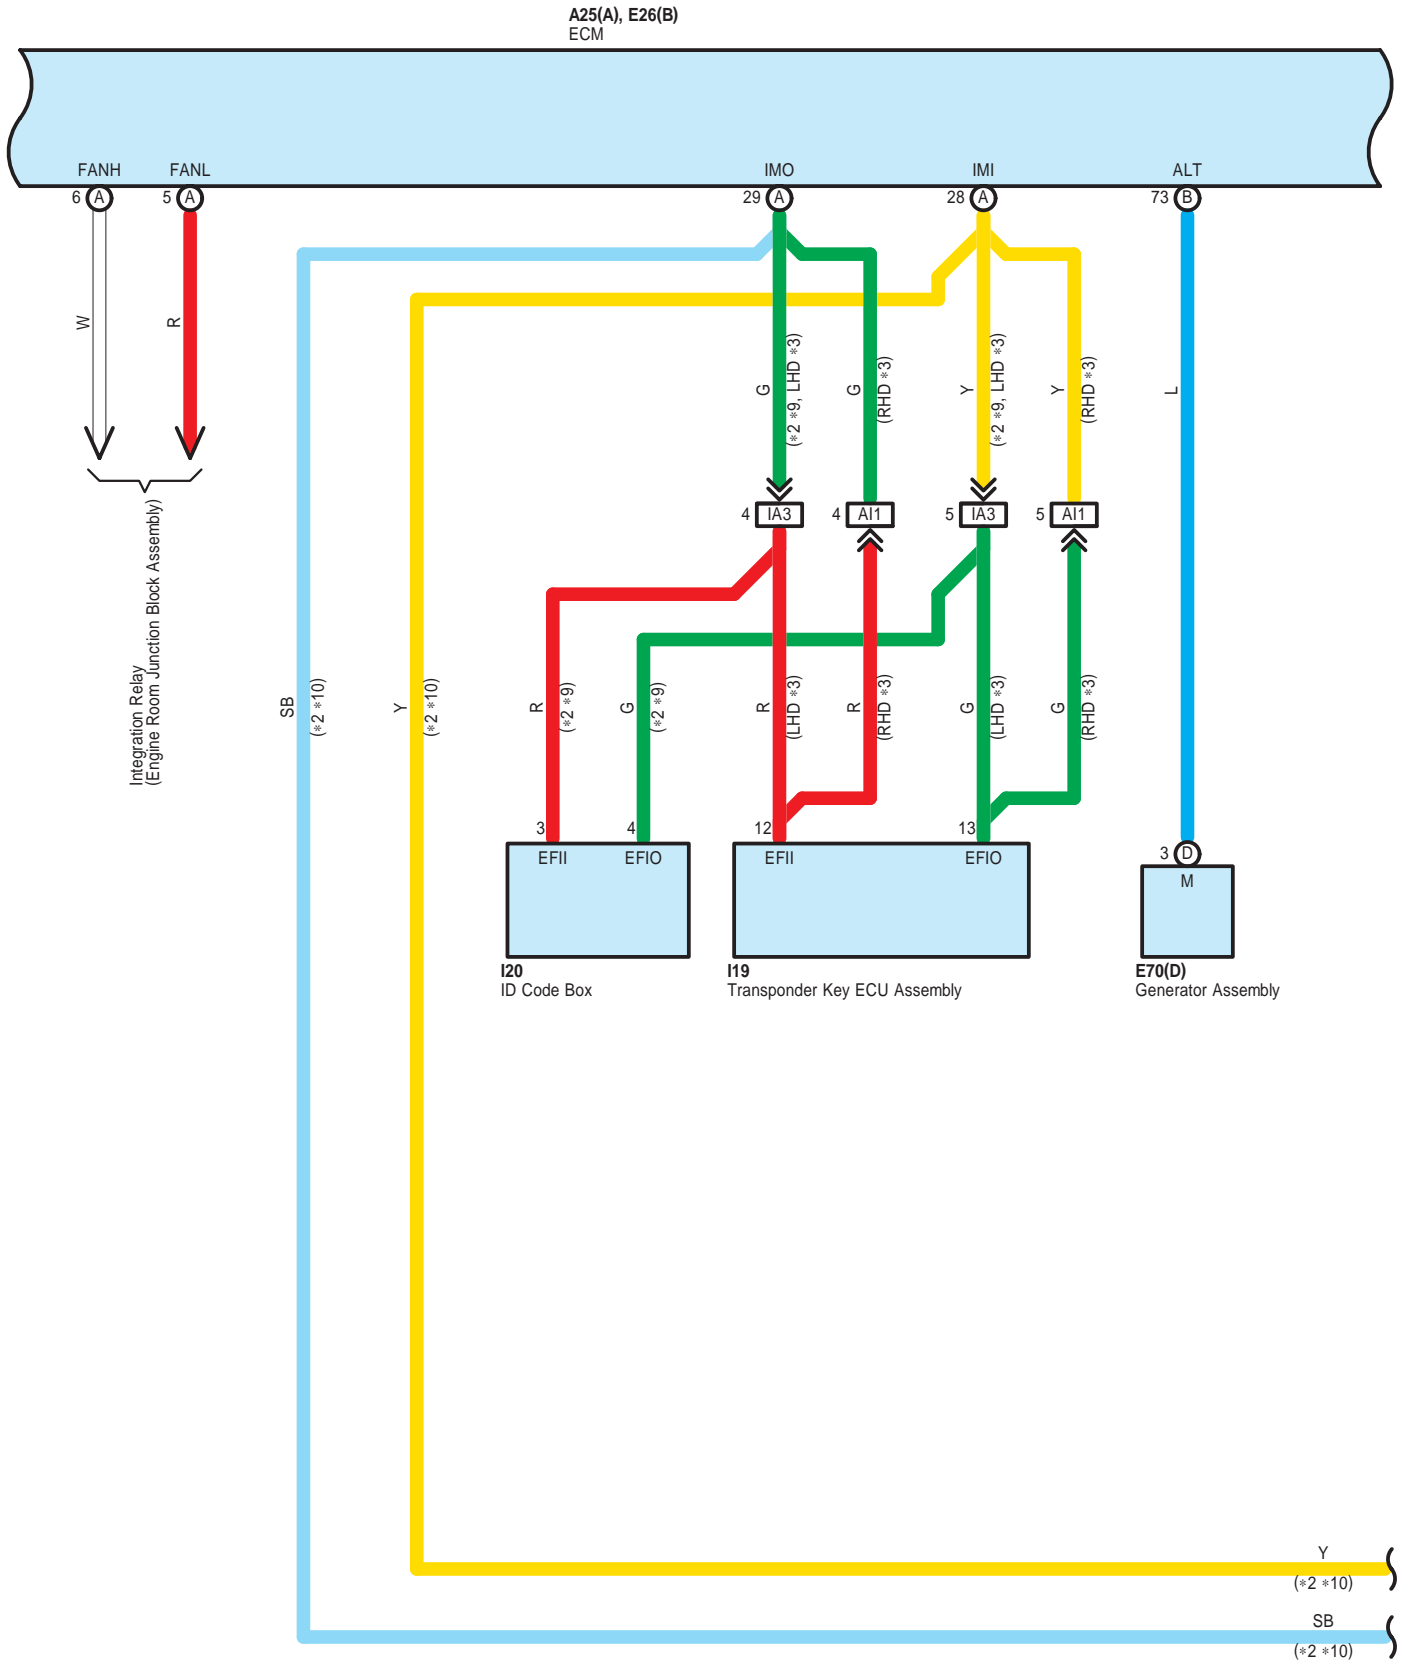 A25(A), E26(B)
ECM
FANH
FANL
IMO
IMI
ALT
6 A
5 A
29 A
28 A
73 B
W
R
G
(*2 *9, LHD *3)
G
(RHD *3)
Y
(*2 *9, LHD *3)
Y
(RHD *3)
L
4 IA3
4 AI1
5 IA3
5 AI1
Integration Relay
(Engine Room Junction Block Assembly)
SB
(*2 *10)
Y
(*2 *10)
R
(*2 *9)
G
(*2 *9)
R
(LHD *3)
R
(RHD *3)
G
(LHD *3)
G
(RHD *3)
3
4
12
13
3 D
EFII
EFIO
EFII
EFIO
M
I20
ID Code Box
I19
Transponder Key ECU Assembly
E70(D)
Generator Assembly
Y
(*2 *10)
SB
(*2 *10)